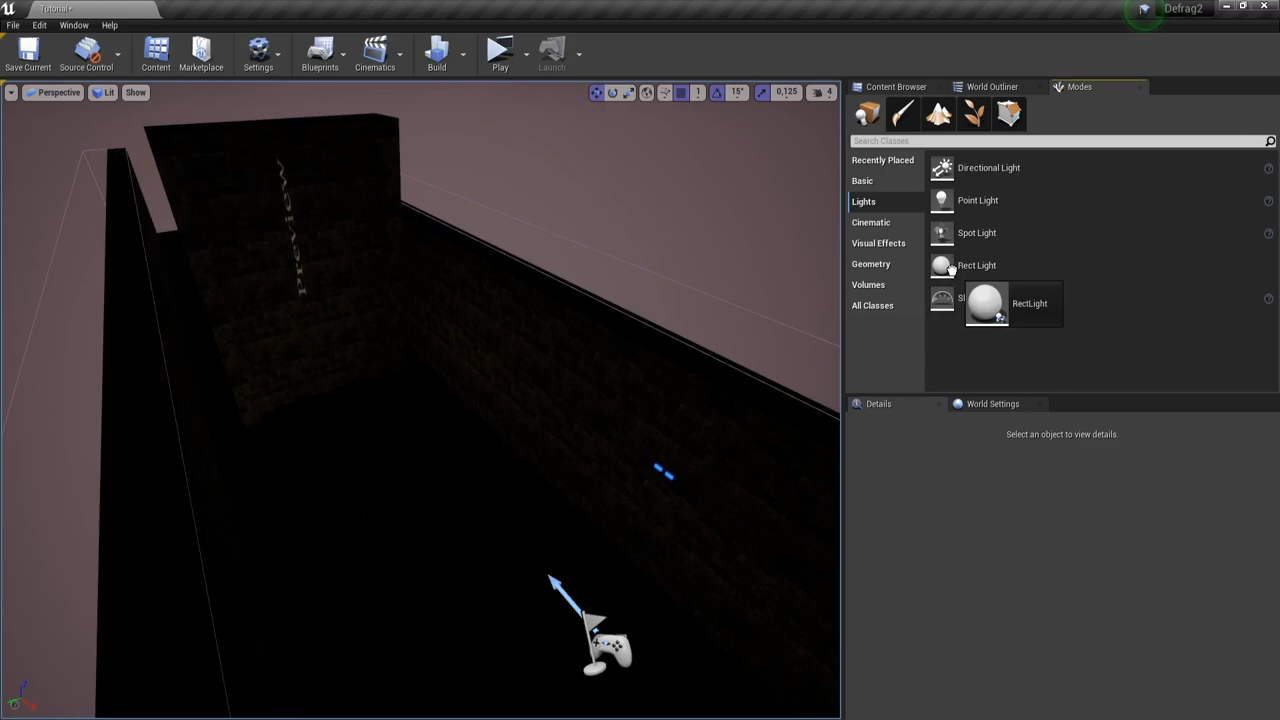 Tutorial*
Defrag2
File Edit Window Help
Save Current
Source Control
Content
Marketplace
Settings
Blueprints
Cinematics
Build
Play
Launch
Perspective
Lit
Show
1
15°
0,125
4
Content Browser
World Outliner
Modes
Search Classes
Recently Placed
Basic
Lights
Cinematic
Visual Effects
Geometry
Volumes
All Classes
Directional Light
Point Light
Spot Light
Rect Light
RectLight
Details
World Settings
Select an object to view details.